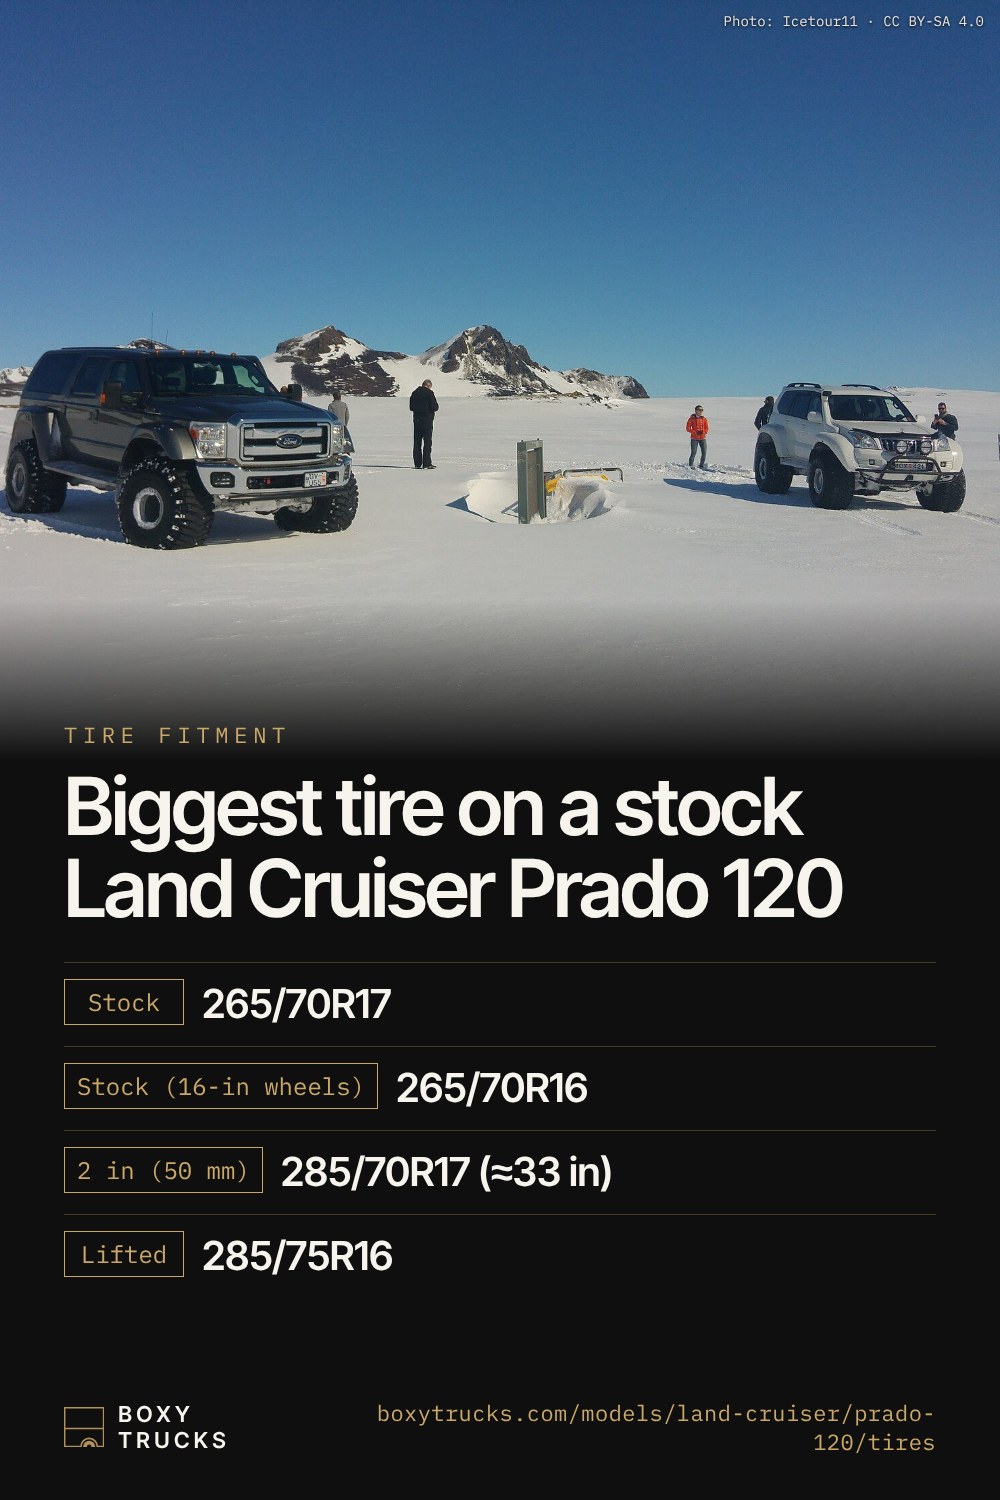 Photo: Icetour11 · CC BY-SA 4.0
Ford
TIRE FITMENT
Biggest tire on a stock
Land Cruiser Prado 120
Stock 265/70R17
Stock (16-in wheels) 265/70R16
2 in (50 mm) 285/70R17 (≈33 in)
Lifted 285/75R16
BOXY
TRUCKS
boxytrucks.com/models/land-cruiser/prado-
120/tires